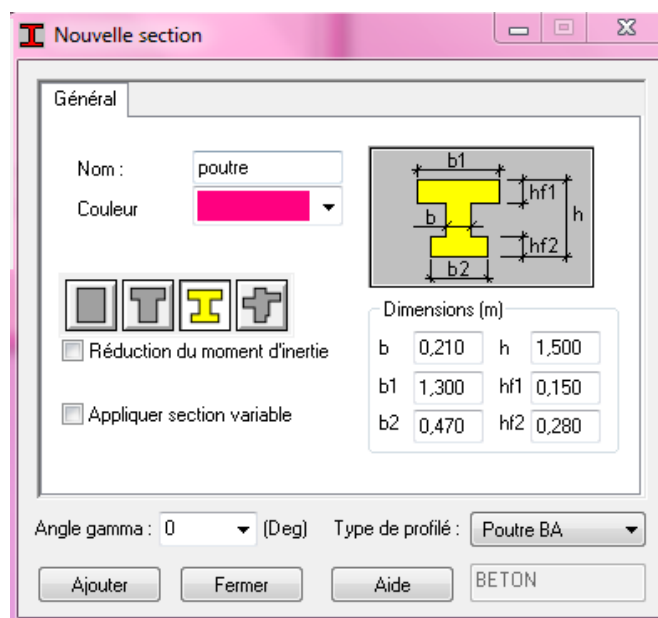 Nouvelle section
Général
Nom : poutre
Couleur
b1
hf1
b
h
hf2
b2
Réduction du moment d'inertie
Appliquer section variable
Dimensions (m)
b 0,210 h 1,500
b1 1,300 hf1 0,150
b2 0,470 hf2 0,280
Angle gamma : 0 (Deg) Type de profilé : Poutre BA
Ajouter Fermer Aide BETON